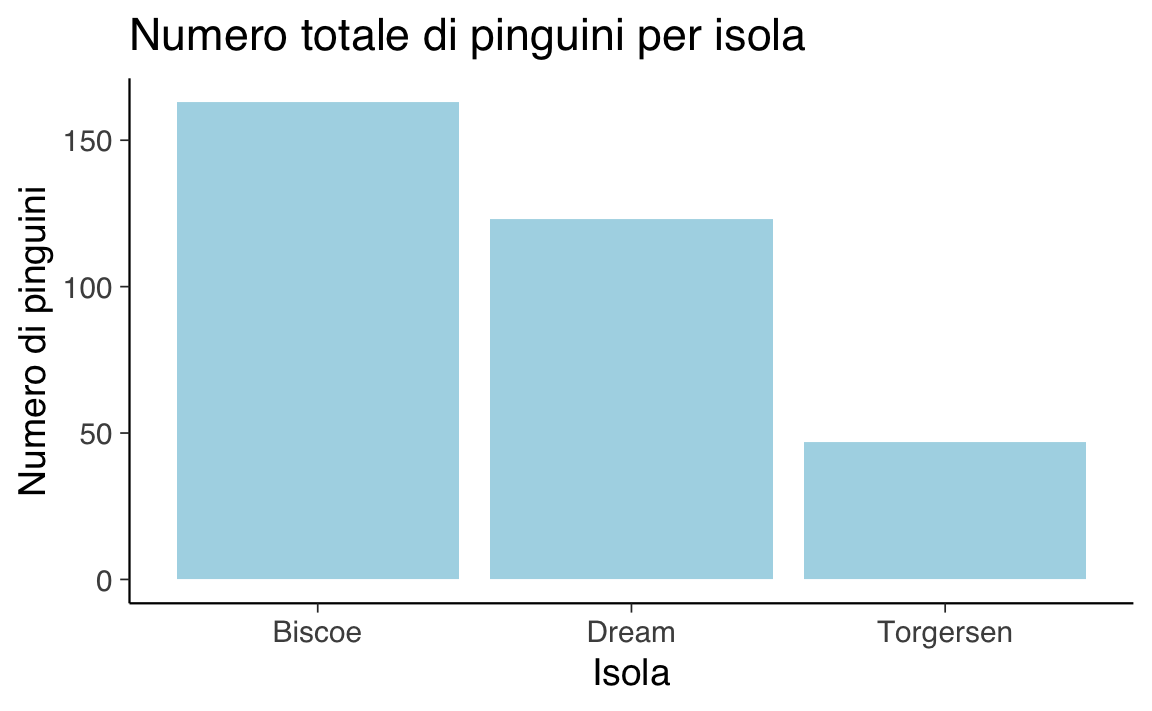 Numero totale di pinguini per isola
Numero di pinguini
150
100
50
0
Biscoe
Dream
Torgersen
Isola